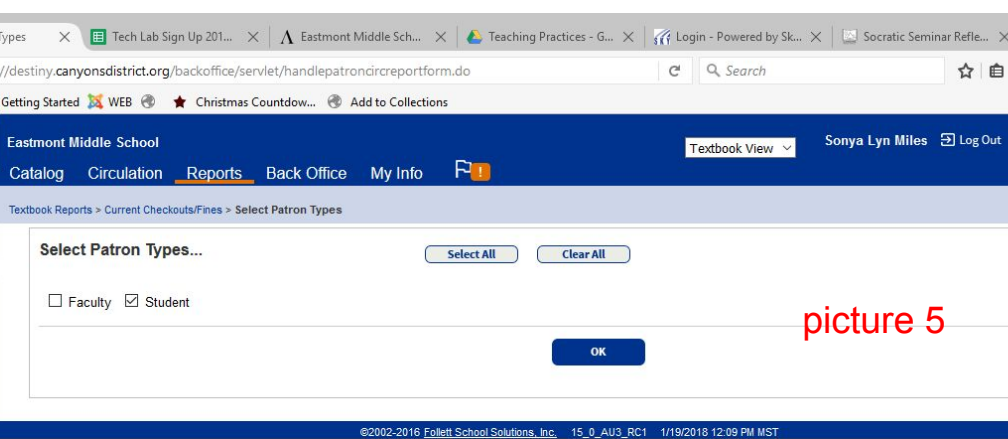 Types Tech Lab Sign Up 201... Eastmont Middle Sch... Teaching Practices - G... Login - Powered by Sk... Socratic Seminar Refle...
//destiny.canyonsdistrict.org/backoffice/servlet/handlepatroncircreportform.do Search
Getting Started WEB Christmas Countdow... Add to Collections
Eastmont Middle School Textbook View Sonya Lyn Miles Log Out
Catalog Circulation Reports Back Office My Info !
Textbook Reports > Current Checkouts/Fines > Select Patron Types
Select Patron Types... Select All Clear All
Faculty Student
picture 5
OK
©2002-2016 Follett School Solutions, Inc. 15_0_AU3_RC1 1/19/2018 12:09 PM MST